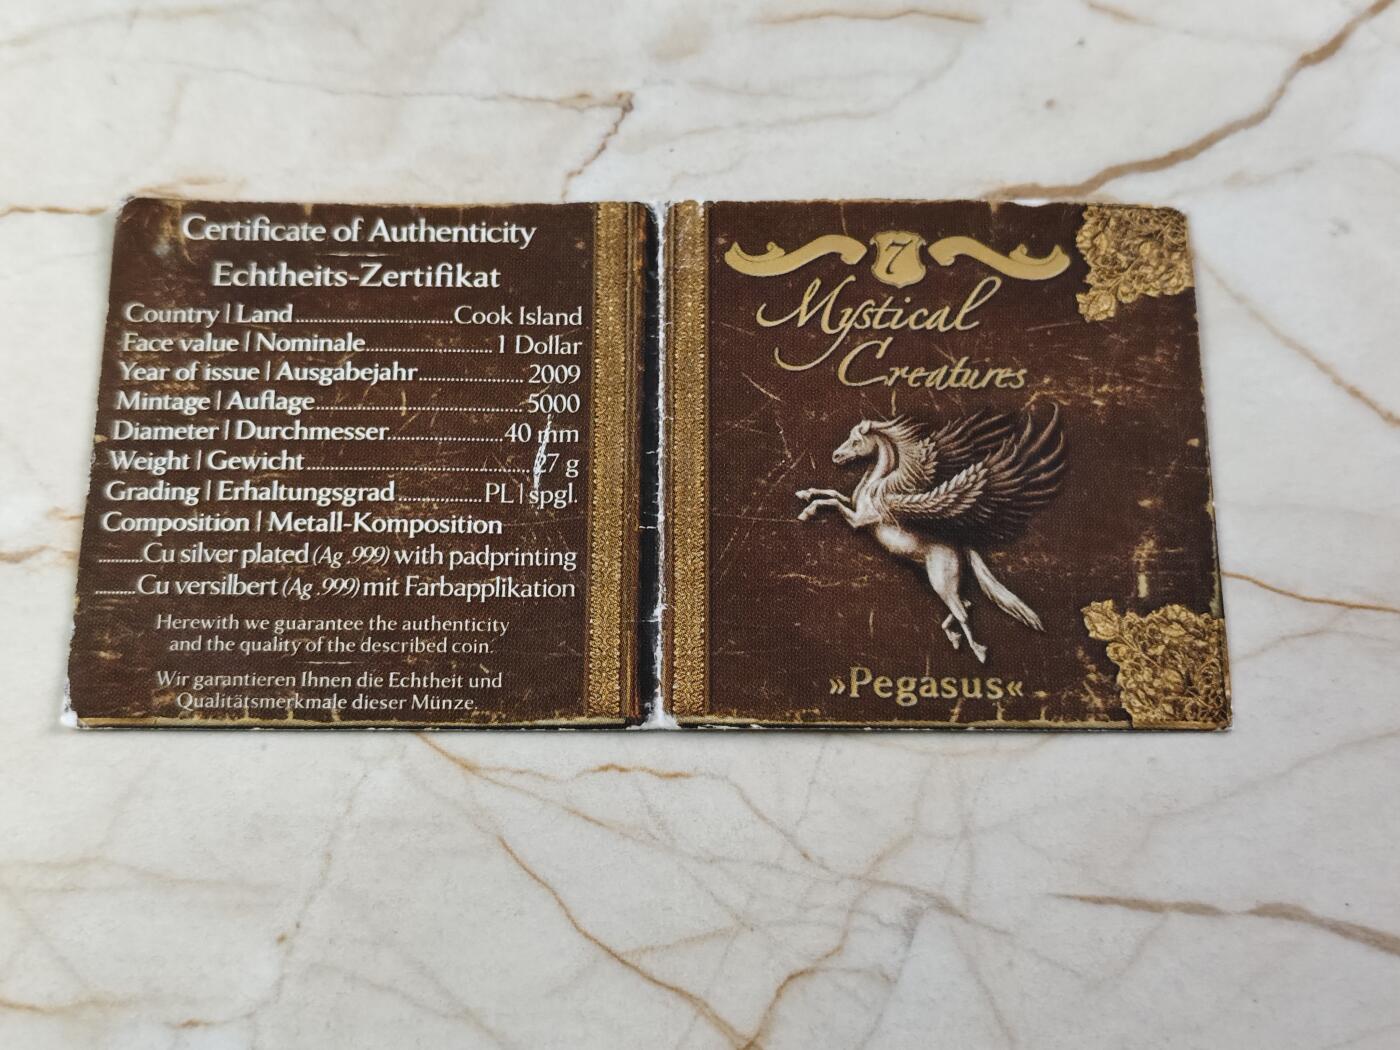 Certificate of Authenticity
Echtheits-Zertifikat
Country | Land..............................Cook Island
Face value | Nominale........................ 1 Dollar
Year of issue | Ausgabejahr.................... 2009
Mintage | Auflage........................................ 5000
Diameter | Durchmesser......................40 mm
Weight | Gewicht........................................... 27 g
Grading | Erhaltungsgrad................PL | spgl.
Composition | Metall-Komposition
.........Cu silver plated (Ag .999) with padprinting
.........Cu versilbert (Ag .999) mit Farbapplikation
Herewith we guarantee the authenticity
and the quality of the described coin.
Wir garantieren Ihnen die Echtheit und
Qualitätsmerkmale dieser Münze.
7
Mystical
Creatures
»Pegasus«